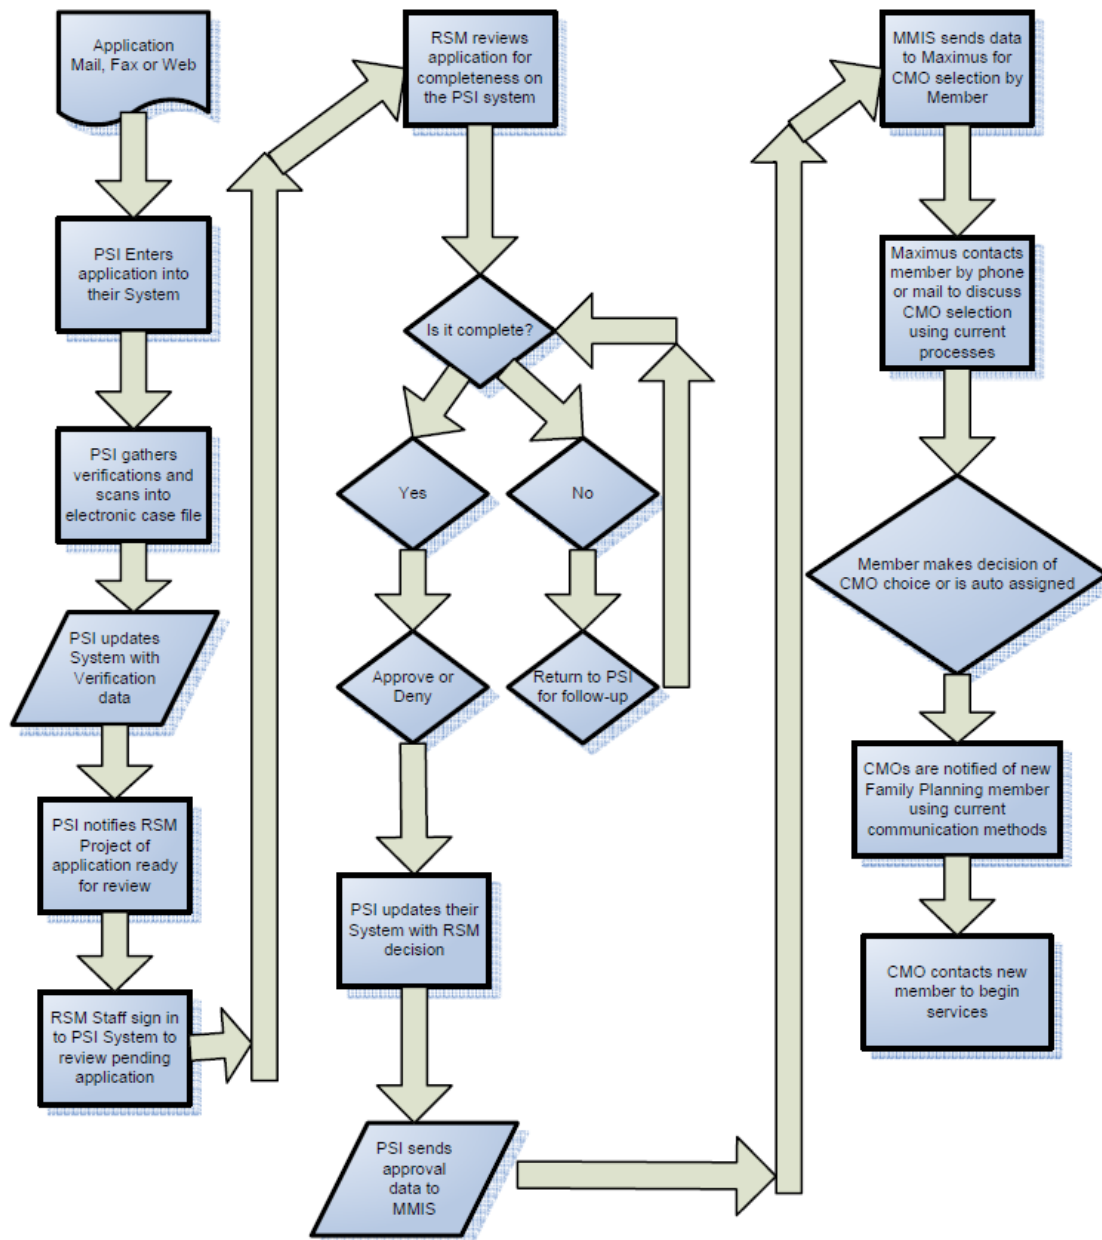 Application
Mail, Fax or Web
PSI Enters
application into
their System
PSI gathers
verifications and
scans into
electronic case file
PSI updates
System with
Verification
data
PSI notifies RSM
Project of
application ready
for review
RSM Staff sign in
to PSI System to
review pending
application
RSM reviews
application for
completeness on
the PSI system
Is it complete?
Yes
No
Approve or
Deny
Return to PSI
for follow-up
PSI updates their
System with RSM
decision
PSI sends
approval
data to
MMIS
MMIS sends data
to Maximus for
CMO selection by
Member
Maximus contacts
member by phone
or mail to discuss
CMO selection
using current
processes
Member makes decision of
CMO choice or is auto assigned
CMOs are notified of new
Family Planning member
using current
communication methods
CMO contacts new
member to begin
services